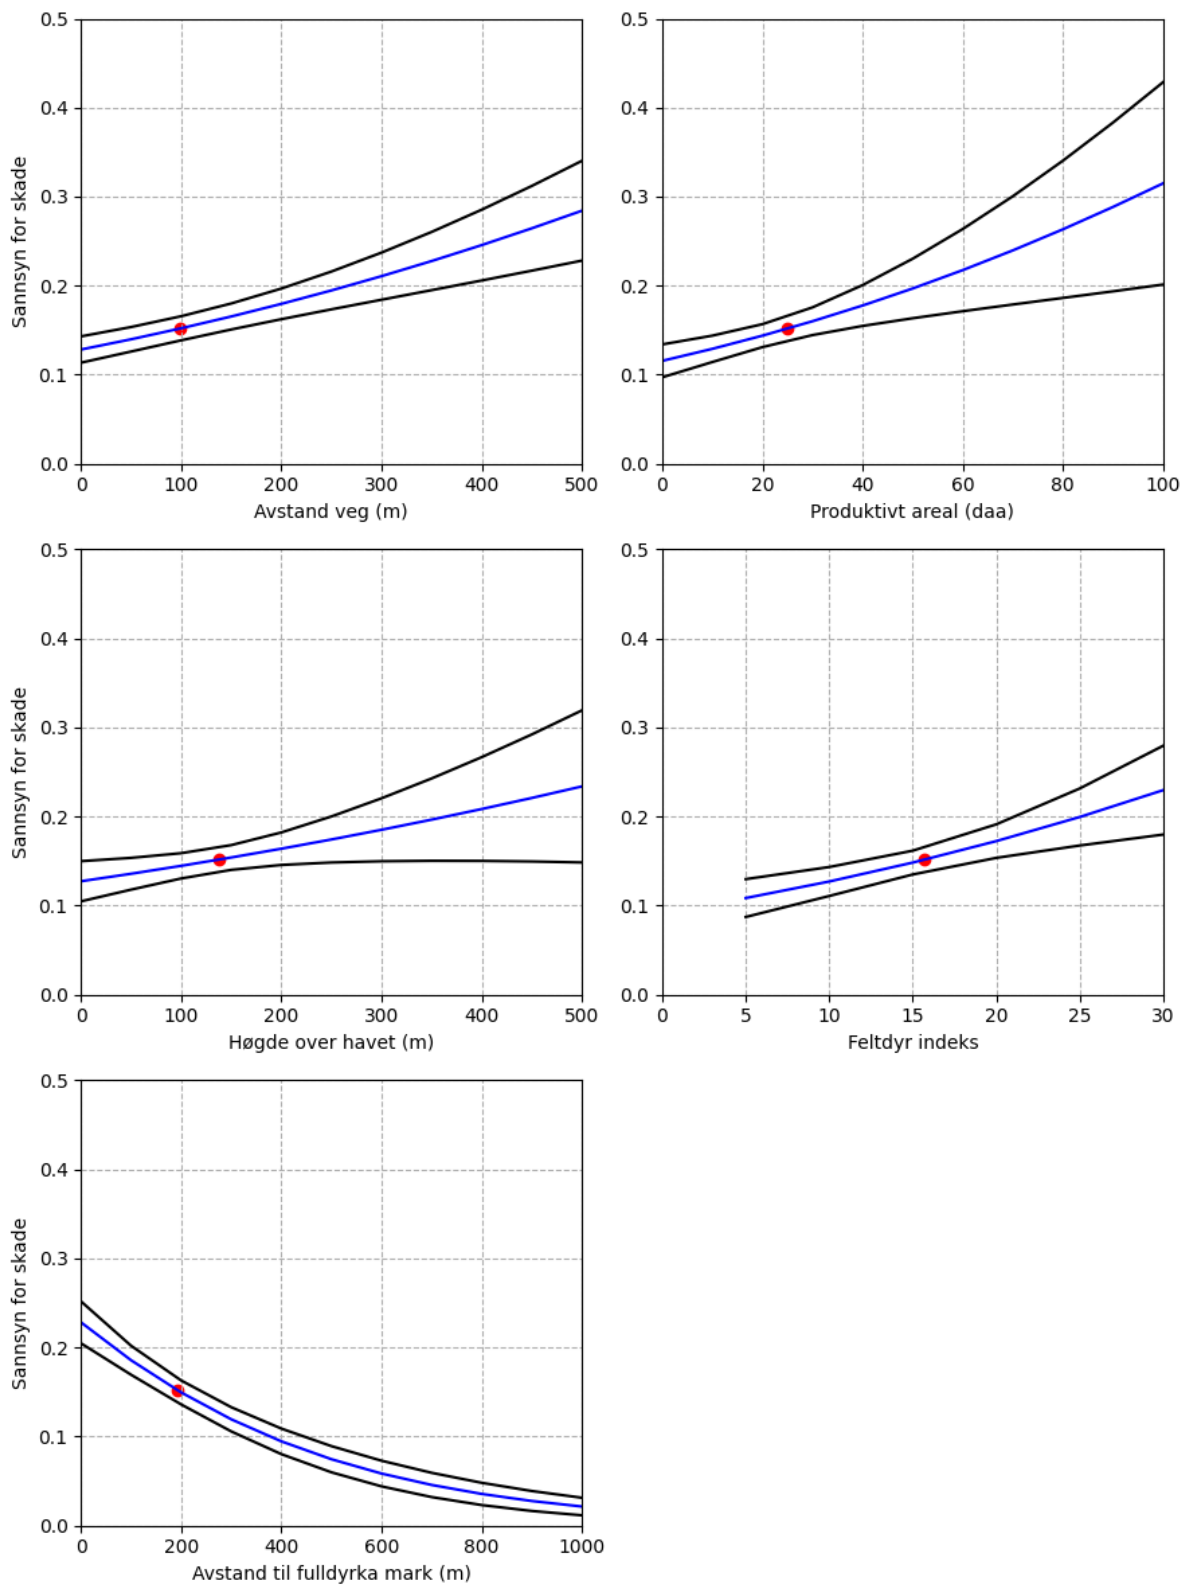 0.5
0.4
0.3
0.2
0.1
0.0
Sannsyn for skade
0 100 200 300 400 500
Avstand veg (m)
0.5
0.4
0.3
0.2
0.1
0.0
0 20 40 60 80 100
Produktivt areal (daa)
0.5
0.4
0.3
0.2
0.1
0.0
Sannsyn for skade
0 100 200 300 400 500
Høgde over havet (m)
0.5
0.4
0.3
0.2
0.1
0.0
0 5 10 15 20 25 30
Feltdyr indeks
0.5
0.4
0.3
0.2
0.1
0.0
Sannsyn for skade
0 200 400 600 800 1000
Avstand til fulldyrka mark (m)